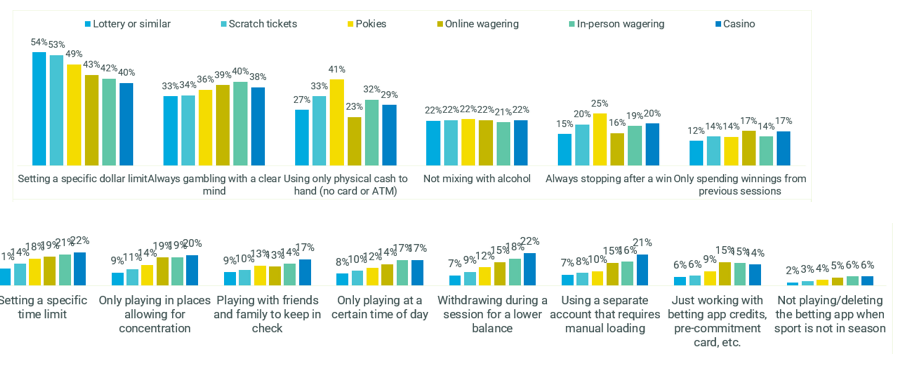 Lottery or similar Scratch tickets Pokies Online wagering In-person wagering Casino
54% 53% 49% 43% 42% 40%
33% 34% 36% 39% 40% 38%
27% 33% 41% 23% 32% 29%
22% 22% 22% 22% 21% 22%
15% 20% 25% 16% 19% 20%
12% 14% 14% 17% 14% 17%
Setting a specific dollar limit
Always gambling with a clear
mind
Using only physical cash to
hand (no card or ATM)
Not mixing with alcohol
Always stopping after a win
Only spending winnings from
previous sessions
1% 14% 18% 19% 21% 22%
9% 11% 14% 19% 19% 20%
9% 10% 13% 13% 14% 17%
8% 10% 12% 14% 17% 17%
7% 9% 12% 15% 18% 22%
7% 8% 10% 15% 16% 21%
6% 6% 9% 15% 15% 14%
2% 3% 4% 5% 6% 6%
Setting a specific
time limit
Only playing in places
allowing for
concentration
Playing with friends
and family to keep in
check
Only playing at a
certain time of day
Withdrawing during a
session for a lower
balance
Using a separate
account that requires
manual loading
Just working with
betting app credits,
pre-commitment
card, etc.
Not playing/deleting
the betting app when
sport is not in season